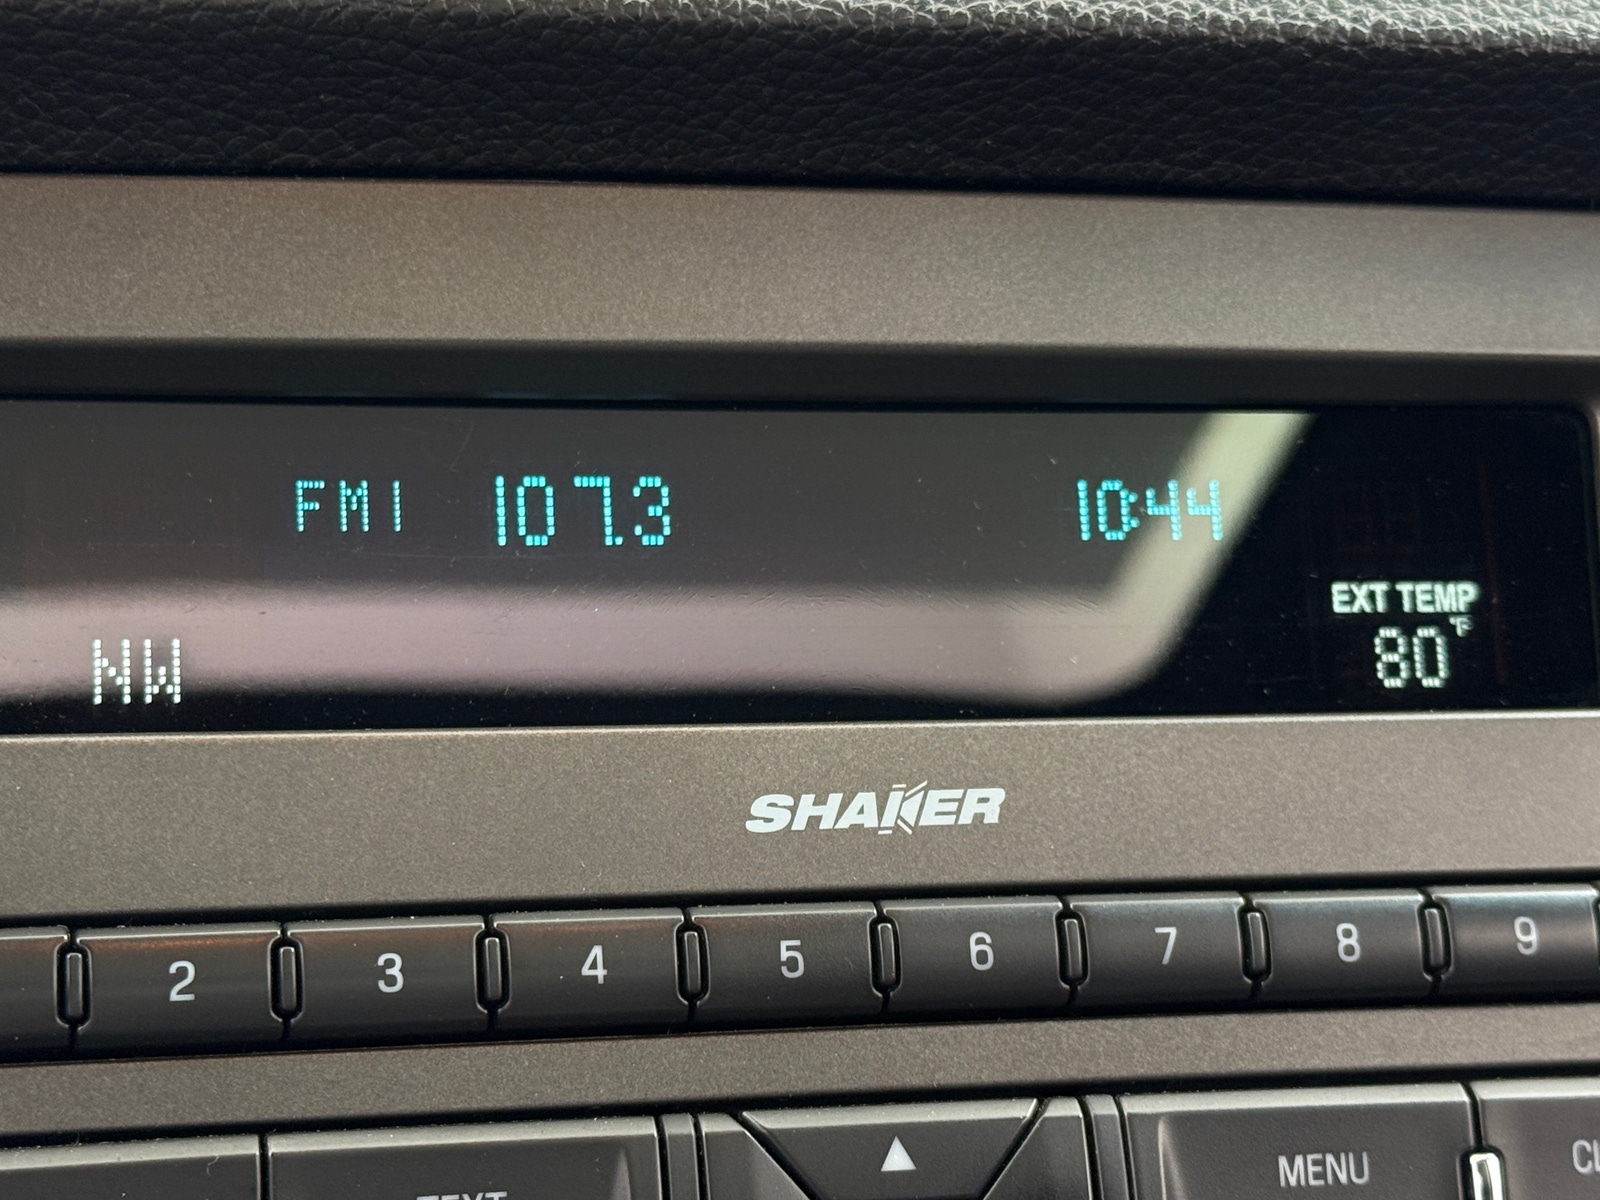 FM1 107.3 10:44
EXT TEMP
NW 80°F
SHAKER
2 3 4 5 6 7 8 9
MENU
TEXT